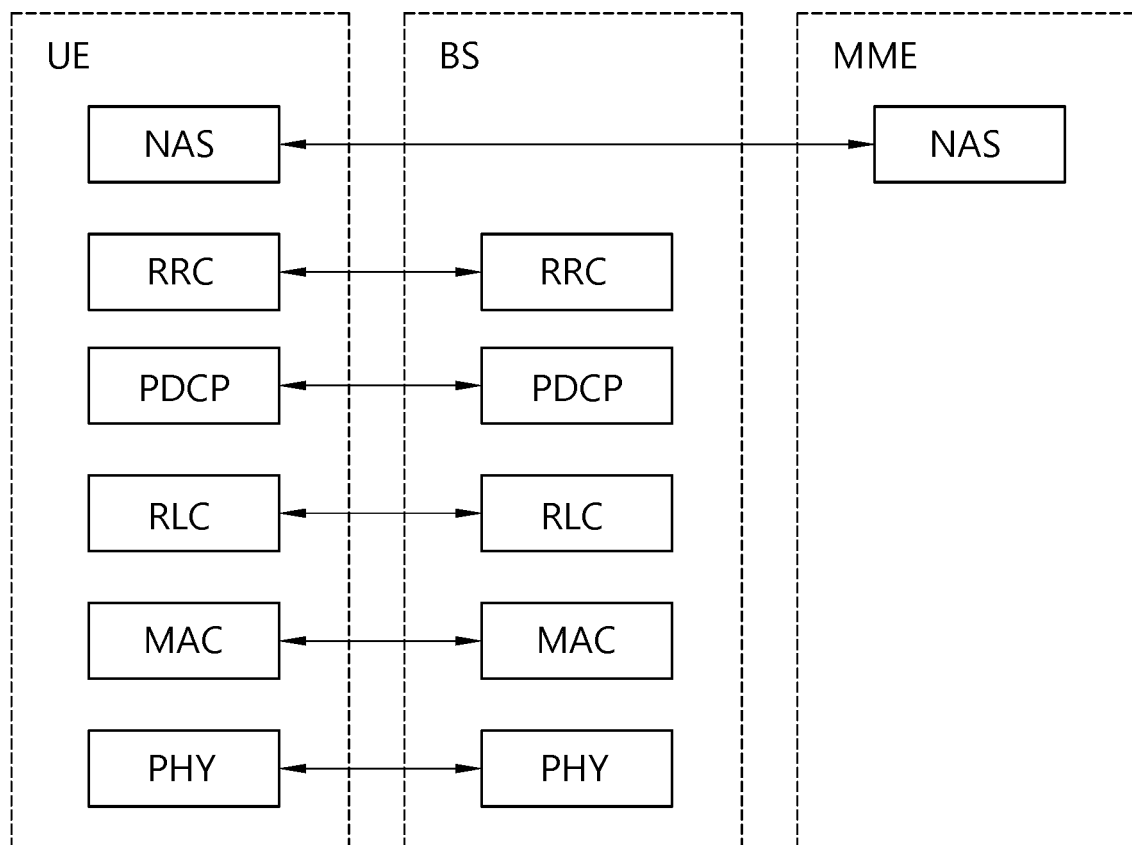 UE BS MME
NAS NAS
RRC RRC
PDCP PDCP
RLC RLC
MAC MAC
PHY PHY